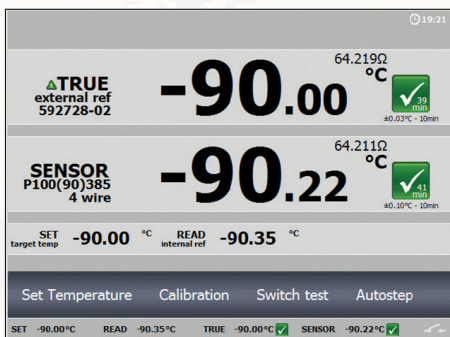 19:21
64.219Ω
TRUE
external ref
592728-02
-90.00 °C
39 min
±0.03°C - 10min
64.211Ω
SENSOR
P100(90)385
4 wire
-90.22 °C
41 min
±0.10°C - 10min
SET target temp -90.00 °C READ internal ref -90.35 °C
Set Temperature Calibration Switch test Autostep
SET -90.00°C READ -90.35°C TRUE -90.00°C SENSOR -90.22°C